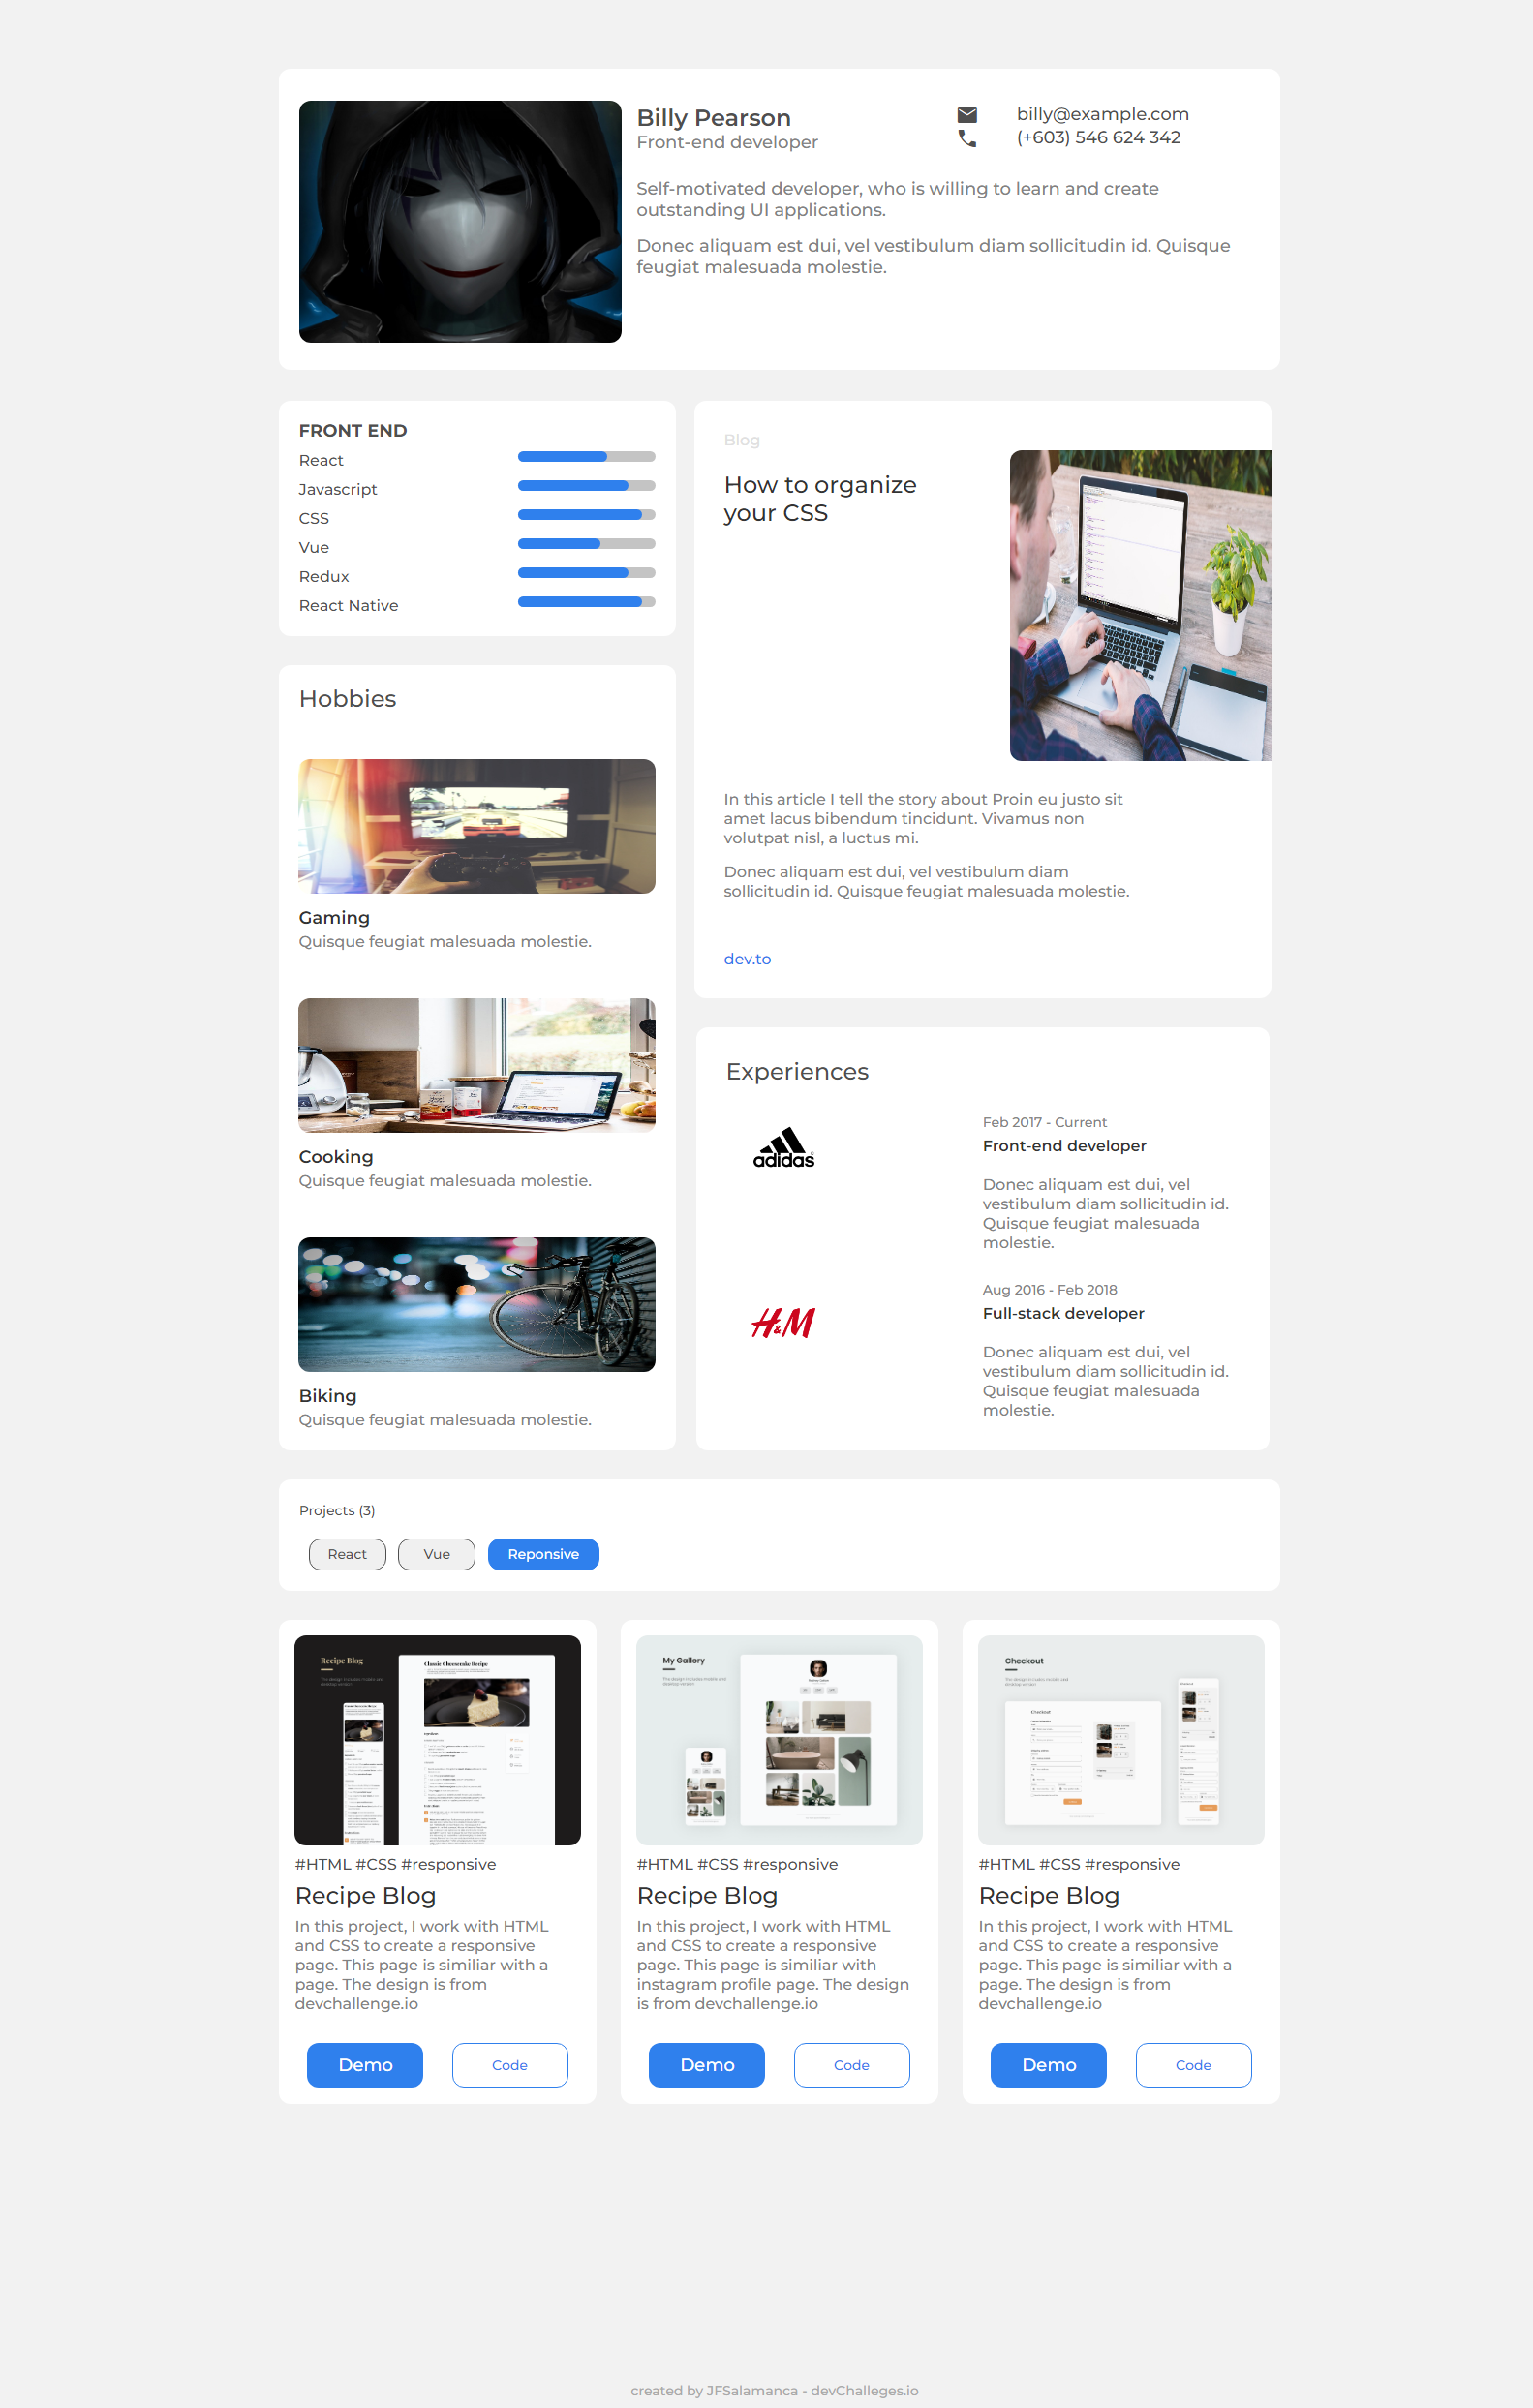 Billy Pearson
Front-end developer
billy@example.com
(+603) 546 624 342
Self-motivated developer, who is willing to learn and create
outstanding UI applications.
Donec aliquam est dui, vel vestibulum diam sollicitudin id. Quisque
feugiat malesuada molestie.
FRONT END
React
Javascript
CSS
Vue
Redux
React Native
Hobbies
Gaming
Quisque feugiat malesuada molestie.
Cooking
Quisque feugiat malesuada molestie.
Biking
Quisque feugiat malesuada molestie.
Blog
How to organize
your CSS
In this article I tell the story about Proin eu justo sit
amet lacus bibendum tincidunt. Vivamus non
volutpat nisl, a luctus mi.
Donec aliquam est dui, vel vestibulum diam
sollicitudin id. Quisque feugiat malesuada molestie.
dev.to
Experiences
adidas
Feb 2017 - Current
Front-end developer
Donec aliquam est dui, vel
vestibulum diam sollicitudin id.
Quisque feugiat malesuada
molestie.
H&M
Aug 2016 - Feb 2018
Full-stack developer
Donec aliquam est dui, vel
vestibulum diam sollicitudin id.
Quisque feugiat malesuada
molestie.
Projects (3)
React
Vue
Reponsive
Recipe Blog
Classic Cheesecake Recipe
#HTML #CSS #responsive
Recipe Blog
In this project, I work with HTML
and CSS to create a responsive
page. This page is similiar with a
page. The design is from
devchallenge.io
Demo
Code
My Gallery
#HTML #CSS #responsive
Recipe Blog
In this project, I work with HTML
and CSS to create a responsive
page. This page is similiar with
instagram profile page. The design
is from devchallenge.io
Demo
Code
Checkout
Checkout
#HTML #CSS #responsive
Recipe Blog
In this project, I work with HTML
and CSS to create a responsive
page. This page is similiar with a
page. The design is from
devchallenge.io
Demo
Code
created by JFSalamanca - devChalleges.io